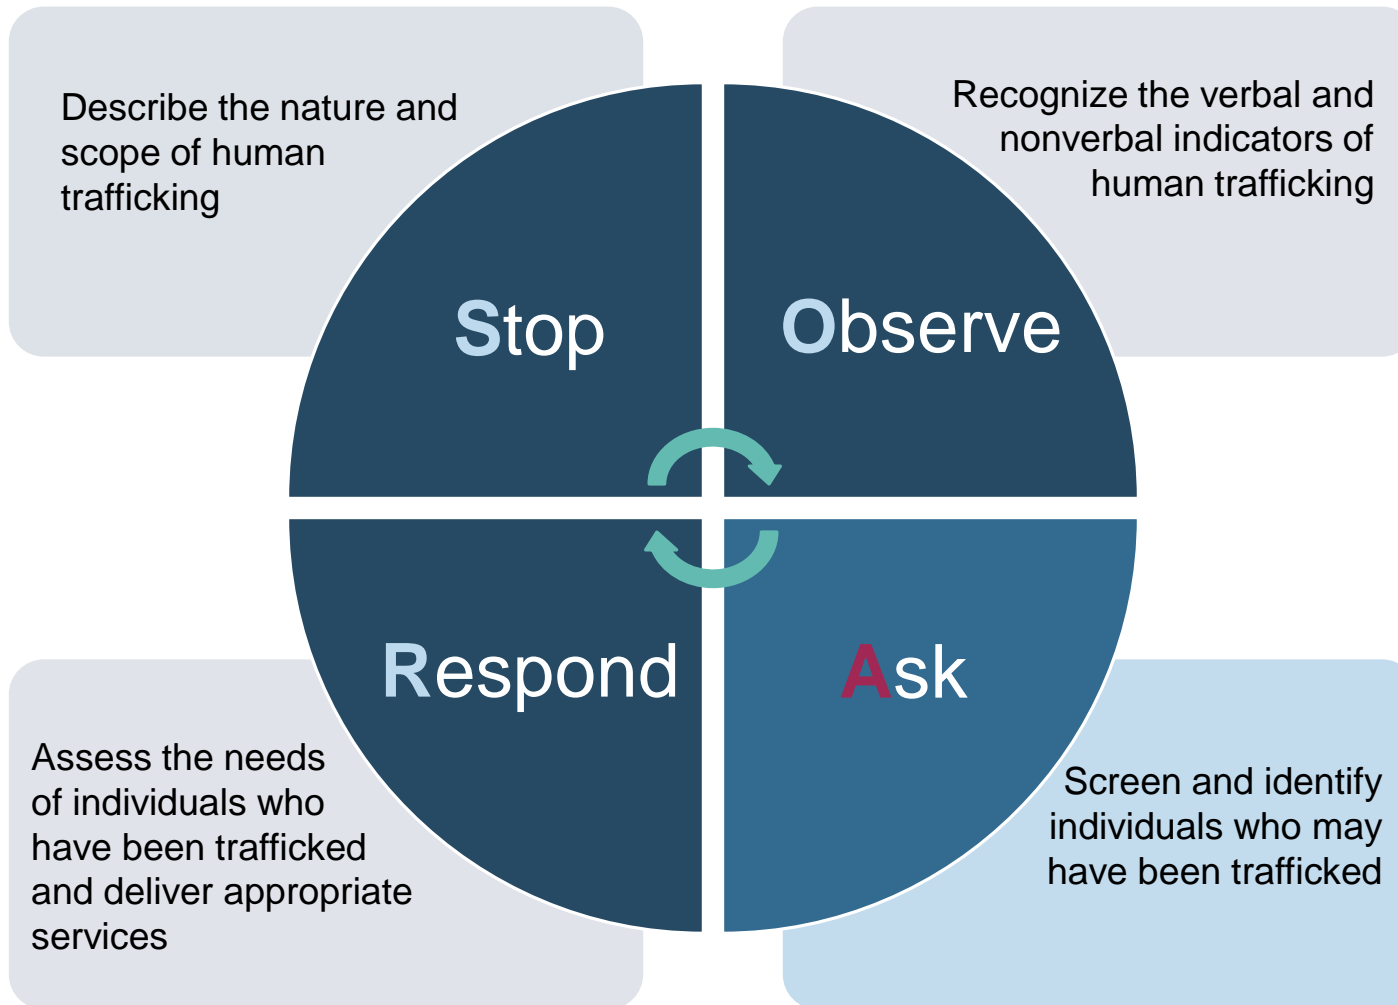 Describe the nature and
scope of human
trafficking
Recognize the verbal and
nonverbal indicators of
human trafficking
Stop
Observe
Respond
Ask
Assess the needs
of individuals who
have been trafficked
and deliver appropriate
services
Screen and identify
individuals who may
have been trafficked